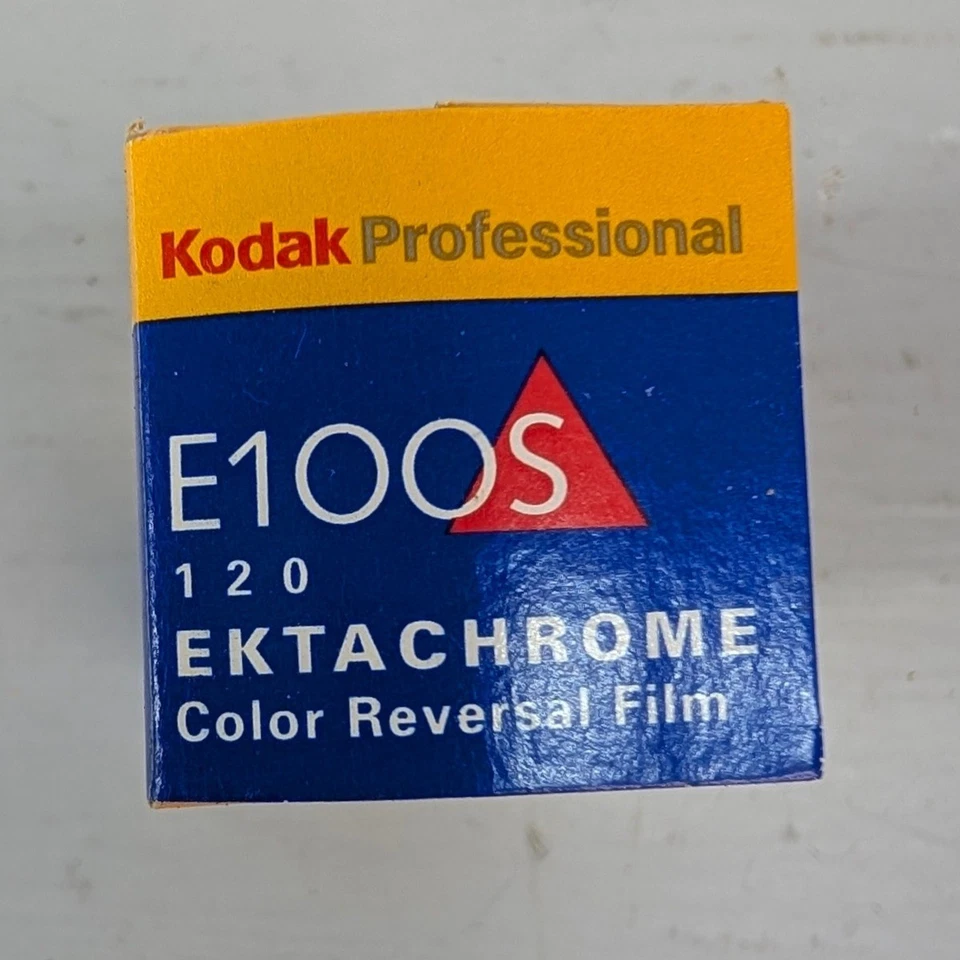 Kodak Professional
E100S
120
EKTACHROME
Color Reversal Film